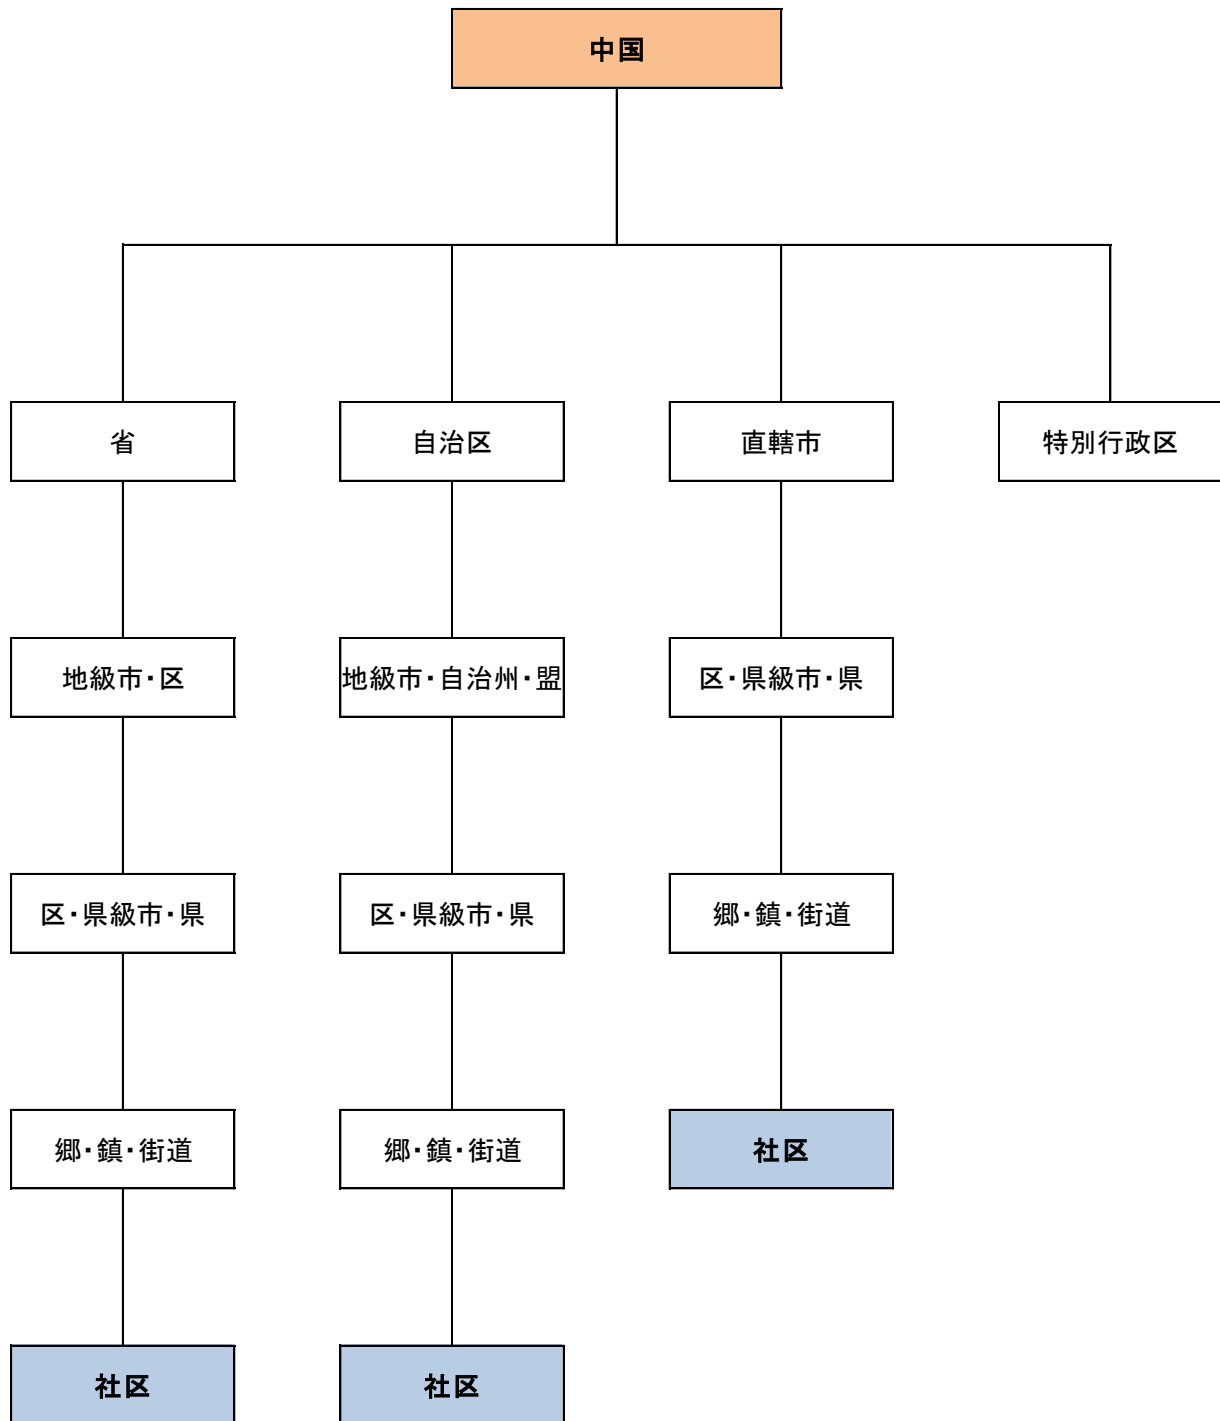 中国
省
自治区
直轄市
特別行政区
地級市・区
地級市・自治州・盟
区・県級市・県
区・県級市・県
区・県級市・県
郷・鎮・街道
郷・鎮・街道
郷・鎮・街道
社区
社区
社区